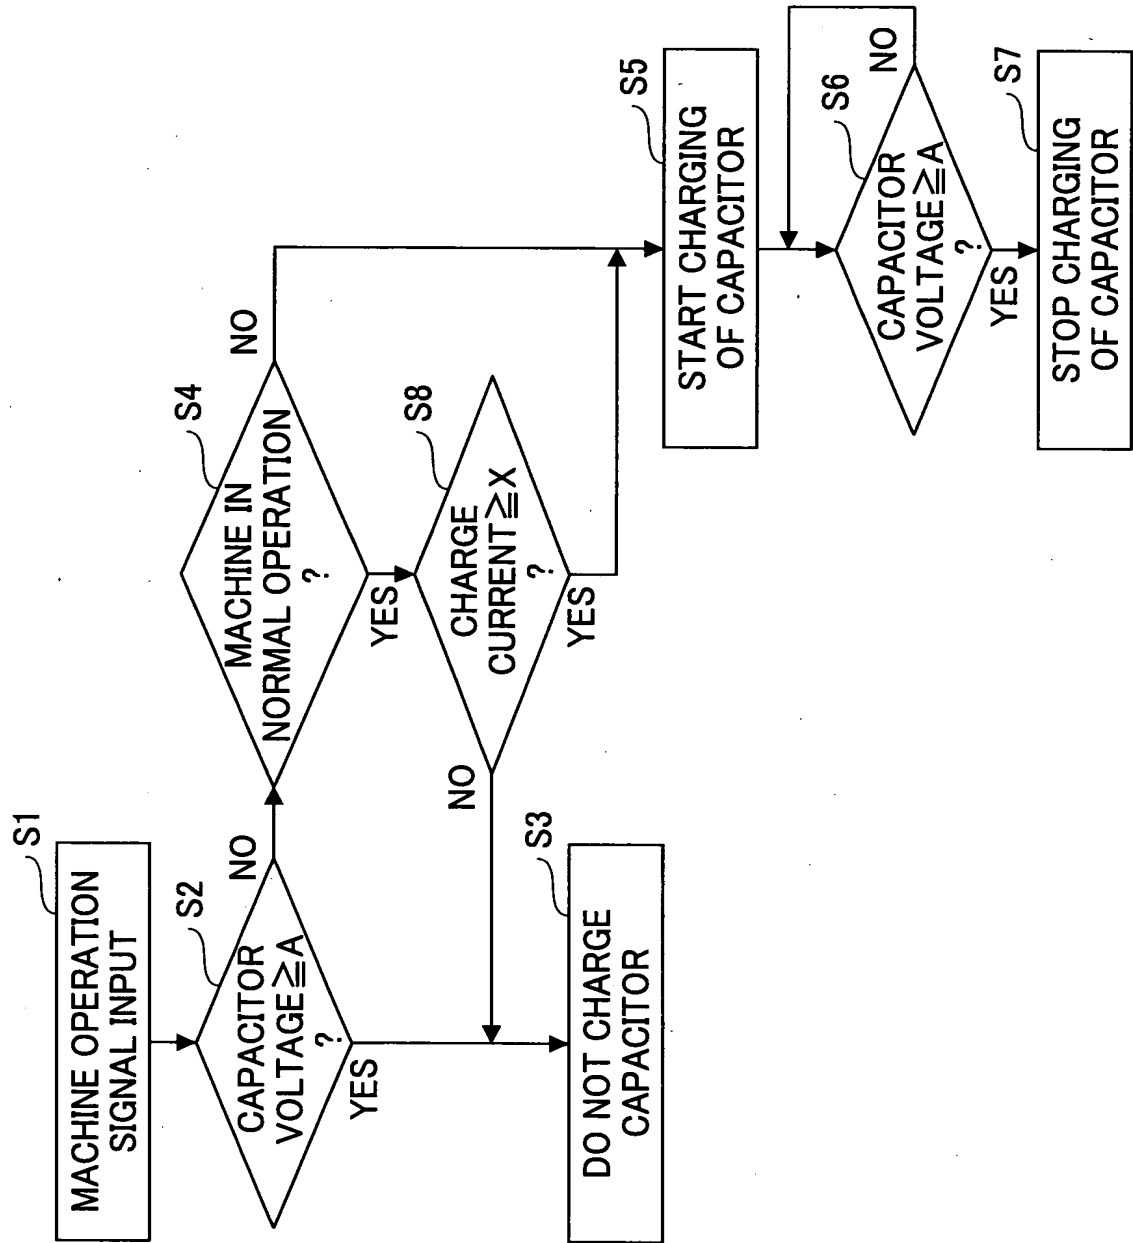 S1
MACHINE OPERATION
SIGNAL INPUT
S2
CAPACITOR
VOLTAGE≧A
?
NO
YES
S3
DO NOT CHARGE
CAPACITOR
S4
MACHINE IN
NORMAL OPERATION
?
NO
YES
S8
CHARGE
CURRENT≧X
?
NO
YES
S5
START CHARGING
OF CAPACITOR
S6
CAPACITOR
VOLTAGE≧A
?
NO
YES
S7
STOP CHARGING
OF CAPACITOR